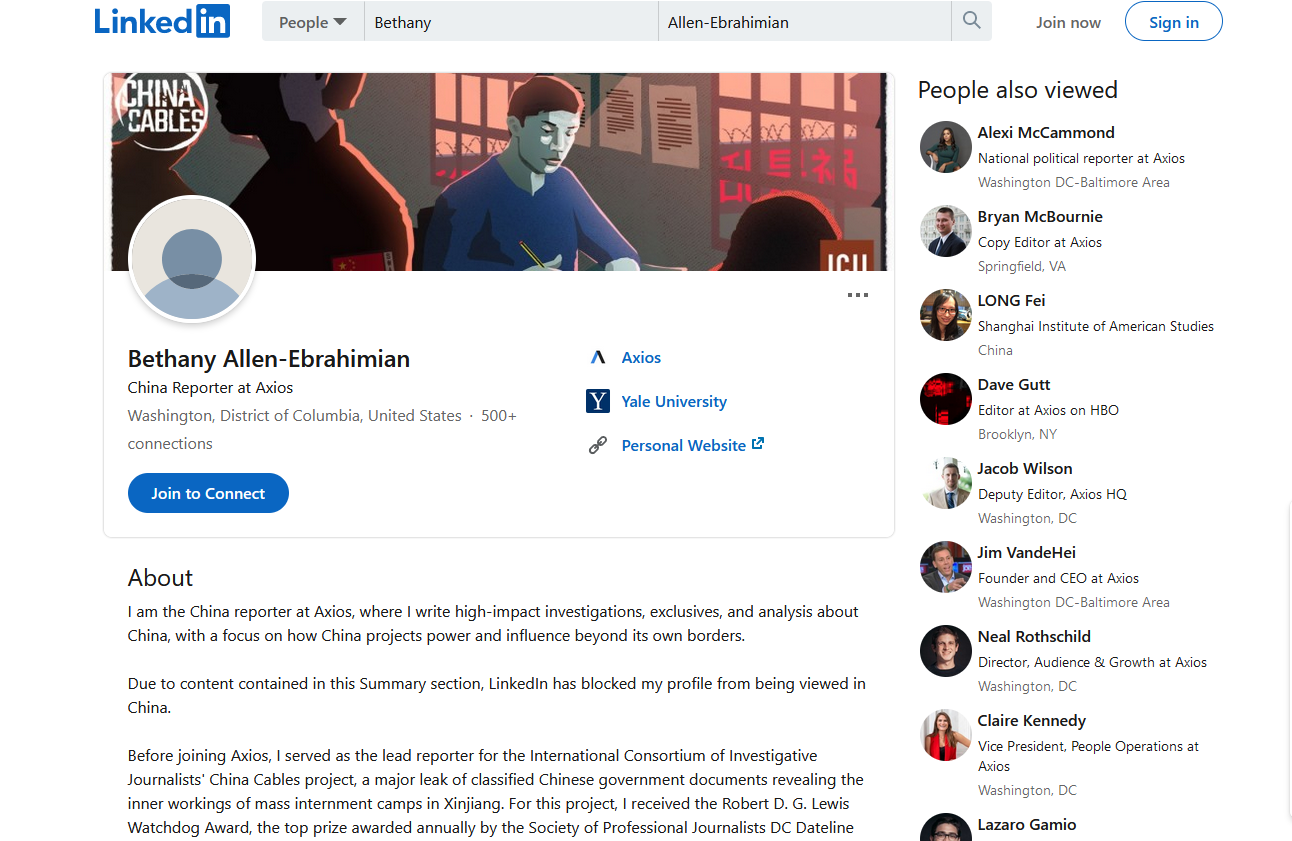 LinkedIn
People
Bethany
Allen-Ebrahimian
Join now
Sign in
CHINA
CABLES
ICIJ
Bethany Allen-Ebrahimian
China Reporter at Axios
Washington, District of Columbia, United States · 500+
connections
Join to Connect
Axios
Y
Yale University
Personal Website
About
I am the China reporter at Axios, where I write high-impact investigations, exclusives, and analysis about
China, with a focus on how China projects power and influence beyond its own borders.
Due to content contained in this Summary section, LinkedIn has blocked my profile from being viewed in
China.
Before joining Axios, I served as the lead reporter for the International Consortium of Investigative
Journalists' China Cables project, a major leak of classified Chinese government documents revealing the
inner workings of mass internment camps in Xinjiang. For this project, I received the Robert D. G. Lewis
Watchdog Award, the top prize awarded annually by the Society of Professional Journalists DC Dateline
People also viewed
Alexi McCammond
National political reporter at Axios
Washington DC-Baltimore Area
Bryan McBournie
Copy Editor at Axios
Springfield, VA
LONG Fei
Shanghai Institute of American Studies
China
Dave Gutt
Editor at Axios on HBO
Brooklyn, NY
Jacob Wilson
Deputy Editor, Axios HQ
Washington, DC
Jim VandeHei
Founder and CEO at Axios
Washington DC-Baltimore Area
Neal Rothschild
Director, Audience & Growth at Axios
Washington, DC
Claire Kennedy
Vice President, People Operations at
Axios
Washington, DC
Lazaro Gamio